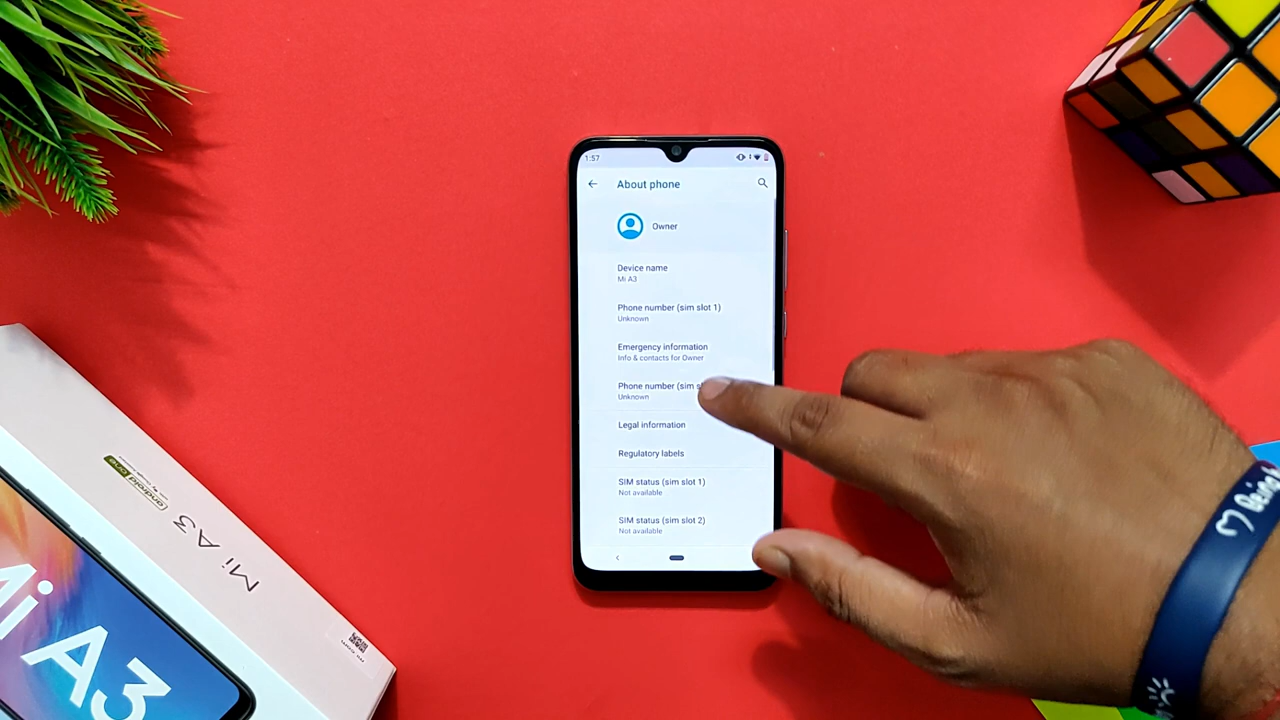 1:57
About phone
Owner
Device name
Mi A3
Phone number (sim slot 1)
Unknown
Emergency information
Info & contacts for Owner
Phone number (sim s
Unknown
Legal information
Regulatory labels
SIM status (sim slot 1)
Not available
SIM status (sim slot 2)
Not available
androidone
Mi A3
Mi A3
Being